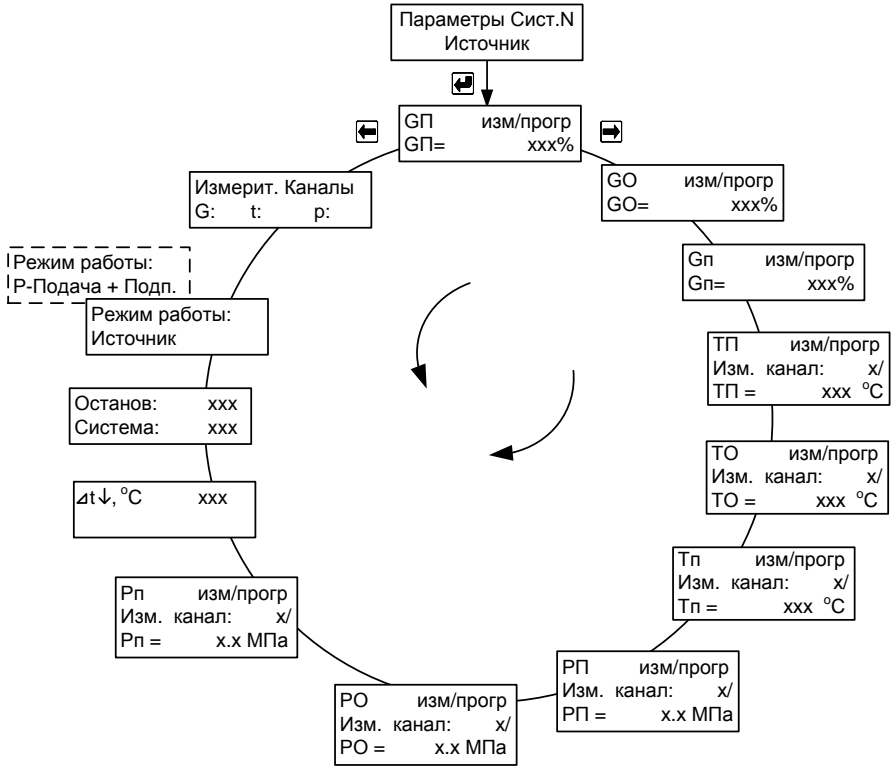 Параметры Сист.N
Источник
GП изм/прогр
GП= xxx%
GO изм/прогр
GO= xxx%
Gп изм/прогр
Gп= xxx%
ТП изм/прогр
Изм. канал: x/
ТП = xxx °C
ТО изм/прогр
Изм. канал: x/
ТО = xxx °C
Тп изм/прогр
Изм. канал: x/
Тп = xxx °C
РП изм/прогр
Изм. канал: x/
РП = x.x МПа
РО изм/прогр
Изм. канал: x/
РО = x.x МПа
Рп изм/прогр
Изм. канал: x/
Рп = x.x МПа
⊿t↓, °C xxx
Останов: xxx
Система: xxx
Режим работы:
Источник
Режим работы:
Р-Подача + Подп.
Измерит. Каналы
G: t: p: